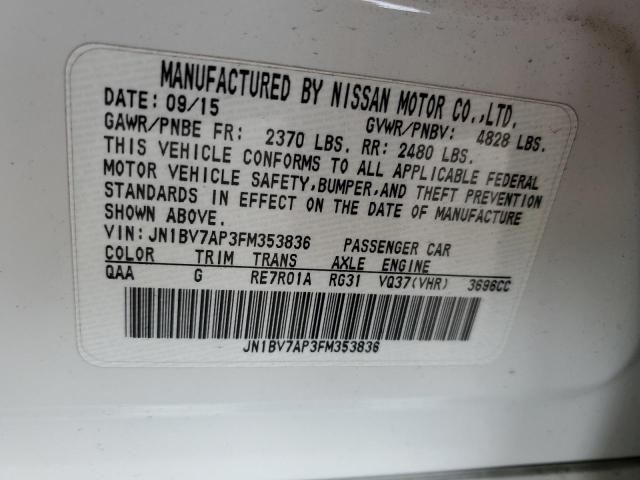 MANUFACTURED BY NISSAN MOTOR CO.,LTD.
DATE: 09/15 GVWR/PNBV: 4828 LBS.
GAWR/PNBE FR: 2370 LBS. RR: 2480 LBS.
THIS VEHICLE CONFORMS TO ALL APPLICABLE FEDERAL
MOTOR VEHICLE SAFETY,BUMPER,AND THEFT PREVENTION
STANDARDS IN EFFECT ON THE DATE OF MANUFACTURE
SHOWN ABOVE.
VIN:JN1BV7AP3FM353836 PASSENGER CAR
COLOR TRIM TRANS AXLE ENGINE
QAA G RE7R01A RG31 VQ37(VHR) 3696CC
JN1BV7AP3FM353836